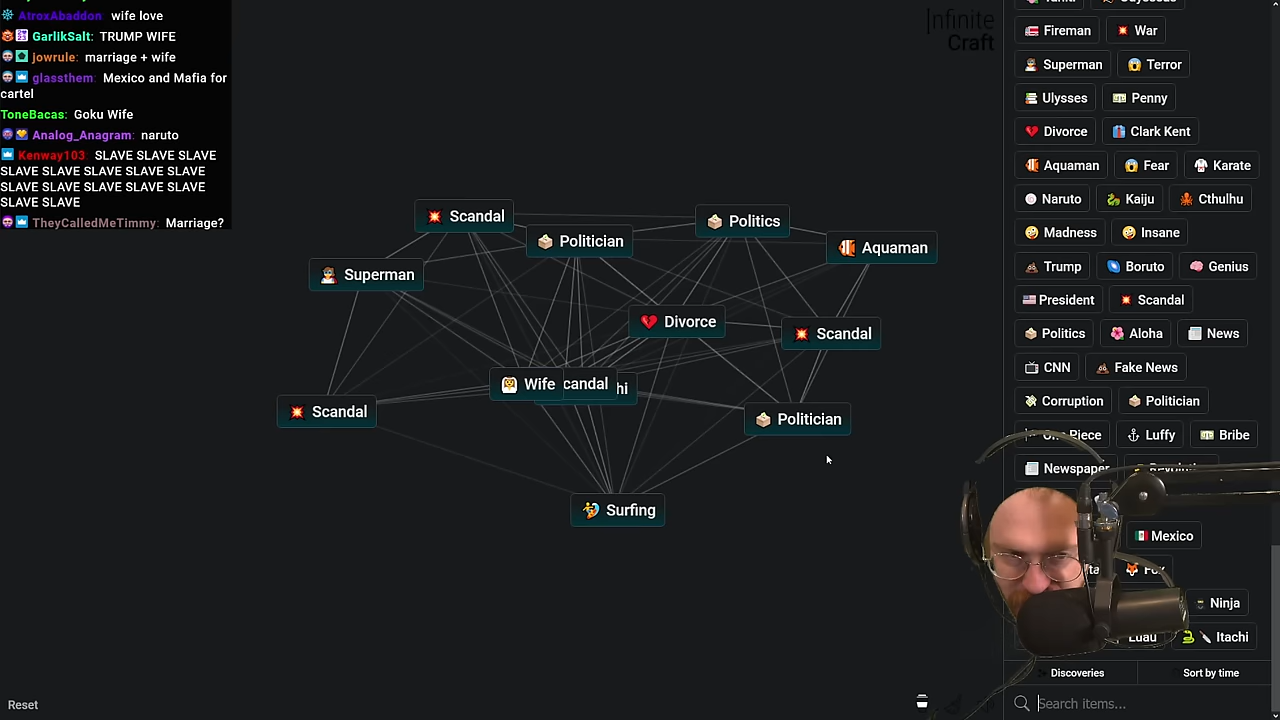 AtroxAbaddon wife love
GarlikSalt: TRUMP WIFE
jowrule: marriage + wife
glassthem: Mexico and Mafia for
cartel
ToneBacas: Goku Wife
Analog_Anagram: naruto
Kenway103 SLAVE SLAVE SLAVE
SLAVE SLAVE SLAVE SLAVE
SLAVE SLAVE SLAVE SLAVE
SLAVE SLAVE
TheyCalledMeTimmy: Marriage?
Infinite
Craft
Scandal
Politics
Politician
Aquaman
Superman
Divorce
Scandal
Wife
candal
hi
Scandal
Politician
Surfing
Reset
Fireman War
Superman Terror
Ulysses Penny
Divorce Clark Kent
Aquaman Fear Karate
Naruto Kaiju Cthulhu
Madness Insane
Trump Boruto Genius
President Scandal
Politics Aloha News
CNN Fake News
Corruption Politician
Piece Luffy Bribe
Newspaper
Mexico
Fox
Ninja
Luau Itachi
Discoveries Sort by time
Search items...